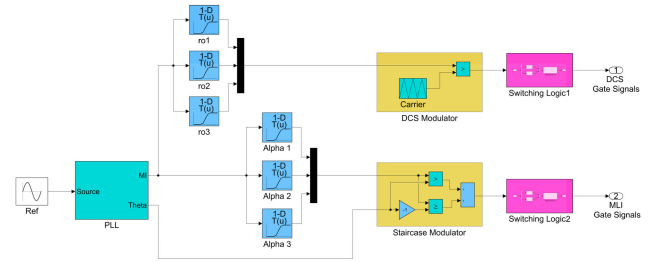 1-D
T(u)
ro1
1-D
T(u)
ro2
1-D
T(u)
ro3
>
Carrier
DCS Modulator
Switching Logic1
1
DCS
Gate Signals
1-D
T(u)
Alpha 1
1-D
T(u)
Alpha 2
1-D
T(u)
Alpha 3
Ref
Source
MI
Theta
PLL
>
≥
-1
Staircase Modulator
Switching Logic2
2
MLI
Gate Signals